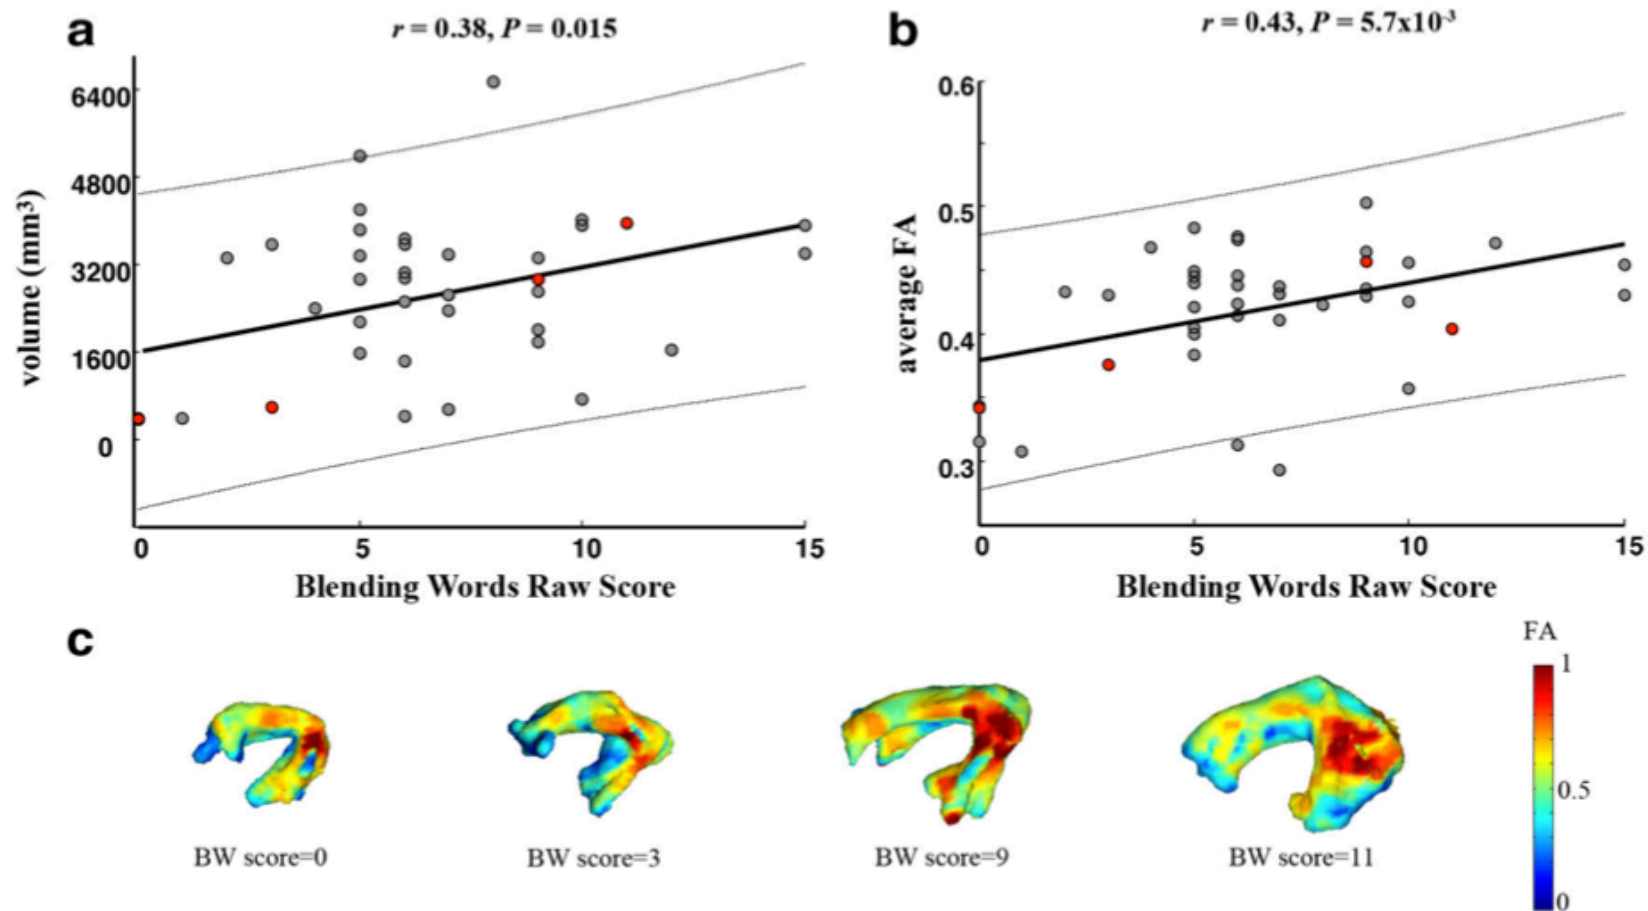 a
r = 0.38, P = 0.015
volume (mm³)
6400
4800
3200
1600
0
0 5 10 15
Blending Words Raw Score
b
r = 0.43, P = 5.7x10⁻³
average FA
0.6
0.5
0.4
0.3
0 5 10 15
Blending Words Raw Score
c
BW score=0
BW score=3
BW score=9
BW score=11
FA
1
0.5
0